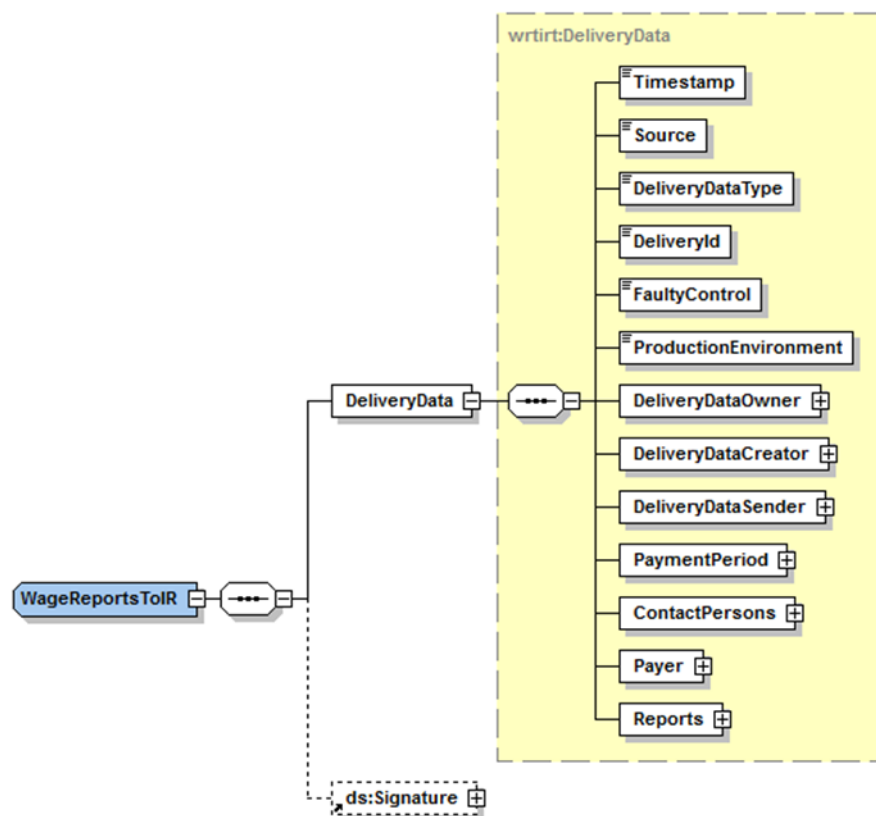 wrtirt:DeliveryData
Timestamp
Source
DeliveryDataType
DeliveryId
FaultyControl
ProductionEnvironment
DeliveryData
DeliveryDataOwner
DeliveryDataCreator
DeliveryDataSender
PaymentPeriod
WageReportsToIR
ContactPersons
Payer
Reports
ds:Signature